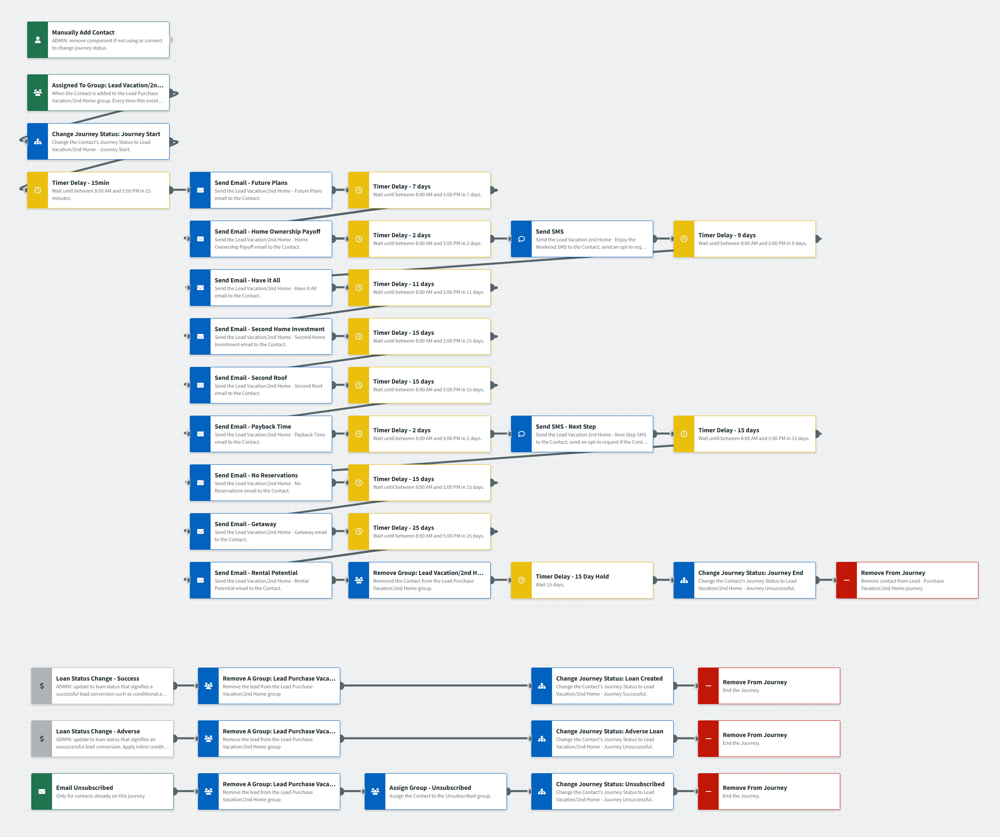 Manually Add Contact
ADMIN: remove component if not using or connect
to change journey status.
Assigned To Group: Lead Vacation/2n...
When the Contact is added to the Lead Purchase
Vacation/2nd Home group. Every time this event...
Change Journey Status: Journey Start
Change the Contact's Journey Status to Lead
Vacation/2nd Home - Journey Start.
Timer Delay - 15min
Wait until between 8:00 AM and 5:00 PM in 15
minutes.
Send Email - Future Plans
Send the Lead Vacation/2nd Home - Future Plans
email to the Contact.
Timer Delay - 7 days
Wait until between 8:00 AM and 5:00 PM in 7 days.
Send Email - Home Ownership Payoff
Send the Lead Vacation/2nd Home - Home
Ownership Payoff email to the Contact.
Timer Delay - 2 days
Wait until between 8:00 AM and 5:00 PM in 2 days.
Send SMS
Send the Lead Vacation 2nd Home - Enjoy the
Weekend SMS to the Contact; send an opt-in req...
Timer Delay - 9 days
Wait until between 8:00 AM and 5:00 PM in 9 days.
Send Email - Have it All
Send the Lead Vacation/2nd Home - Have it All
email to the Contact.
Timer Delay - 11 days
Wait until between 8:00 AM and 5:00 PM in 11 days.
Send Email - Second Home Investment
Send the Lead Vacation/2nd Home - Second Home
Investment email to the Contact.
Timer Delay - 15 days
Wait until between 8:00 AM and 5:00 PM in 15 days.
Send Email - Second Roof
Send the Lead Vacation/2nd Home - Second Roof
email to the Contact.
Timer Delay - 15 days
Wait until between 8:00 AM and 5:00 PM in 15 days.
Send Email - Payback Time
Send the Lead Vacation/2nd Home - Payback Time
email to the Contact.
Timer Delay - 2 days
Wait until between 8:00 AM and 5:00 PM in 2 days.
Send SMS - Next Step
Send the Lead Vacation 2nd Home - Next Step SMS
to the Contact; send an opt-in request if the Cont...
Timer Delay - 15 days
Wait until between 8:00 AM and 5:00 PM in 15 days.
Send Email - No Reservations
Send the Lead Vacation/2nd Home - No
Reservations email to the Contact.
Timer Delay - 15 days
Wait until between 8:00 AM and 5:00 PM in 15 days.
Send Email - Getaway
Send the Lead Vacation/2nd Home - Getaway email
to the Contact.
Timer Delay - 25 days
Wait until between 8:00 AM and 5:00 PM in 25 days.
Send Email - Rental Potential
Send the Lead Vacation/2nd Home - Rental
Potential email to the Contact.
Remove Group: Lead Vacation/2nd H...
Removed the Contact from the Lead Purchase
Vacation/2nd Home group.
Timer Delay - 15 Day Hold
Wait 15 days.
Change Journey Status: Journey End
Change the Contact's Journey Status to Lead
Vacation/2nd Home - Journey Unsuccessful.
Remove From Journey
Remove contact from Lead - Purchase
Vacation/2nd Home journey
Loan Status Change - Success
ADMIN: update to loan status that signifies a
successful lead conversion such as conditional a...
Remove A Group: Lead Purchase Vaca...
Remove the lead from the Lead Purchase
Vacation/2nd Home group
Change Journey Status: Loan Created
Change the Contact's Journey Status to Lead
Vacation/2nd Home - Journey Successful.
Remove From Journey
End the Journey.
Loan Status Change - Adverse
ADMIN: update to loan status that signifies an
unsuccessful lead conversion. Apply inline condit...
Remove A Group: Lead Purchase Vaca...
Remove the lead from the Lead Purchase
Vacation/2nd Home group
Change Journey Status: Adverse Loan
Change the Contact's Journey Status to Lead
Vacation/2nd Home - Journey Unsuccessful.
Remove From Journey
End the Journey.
Email Unsubscribed
Only for contacts already on this journey
Remove A Group: Lead Purchase Vaca...
Remove the lead from the Lead Purchase
Vacation/2nd Home group
Assign Group - Unsubscribed
Assign the Contact to the Unsubscribed group.
Change Journey Status: Unsubscribed
Change the Contact's Journey Status to Lead
Vacation/2nd Home - Journey Unsuccessful.
Remove From Journey
End the Journey.